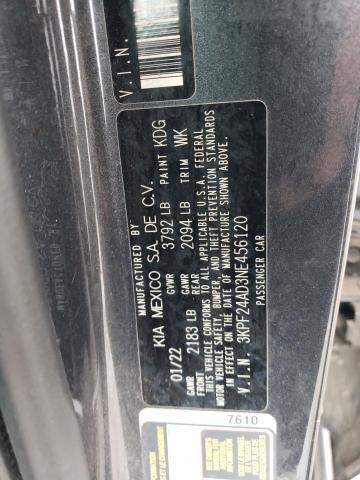 V.I.N.
MANUFACTURED BY
KIA MEXICO S.A. DE C.V.
01/22 GVWR 3792 LB PAINT KDG
GAWR FRONT 2183 LB GAWR REAR 2094 LB TRIM WK
THIS VEHICLE CONFORMS TO ALL APPLICABLE U.S.A. FEDERAL
MOTOR VEHICLE SAFETY, BUMPER, AND THEFT PREVENTION STANDARDS
IN EFFECT ON THE DATE OF MANUFACTURE SHOWN ABOVE.
V.I.N. 3KPF24AD3NE456120
PASSENGER CAR
7610